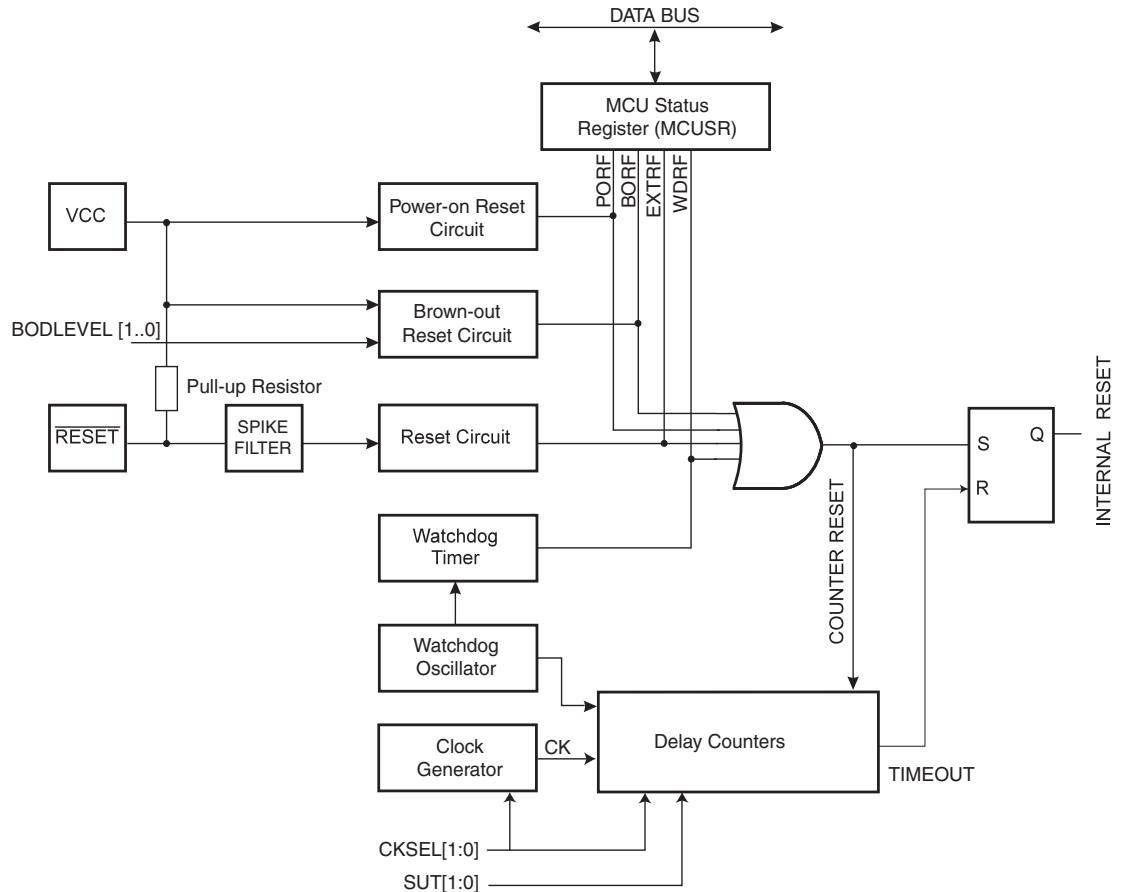 DATA BUS
MCU Status
Register (MCUSR)
PORF
BORF
EXTRF
WDRF
VCC
Power-on Reset
Circuit
Brown-out
Reset Circuit
BODLEVEL [1..0]
Pull-up Resistor
RESET
SPIKE
FILTER
Reset Circuit
S
Q
R
INTERNAL RESET
COUNTER RESET
Watchdog
Timer
Watchdog
Oscillator
Clock
Generator
CK
Delay Counters
TIMEOUT
CKSEL[1:0]
SUT[1:0]